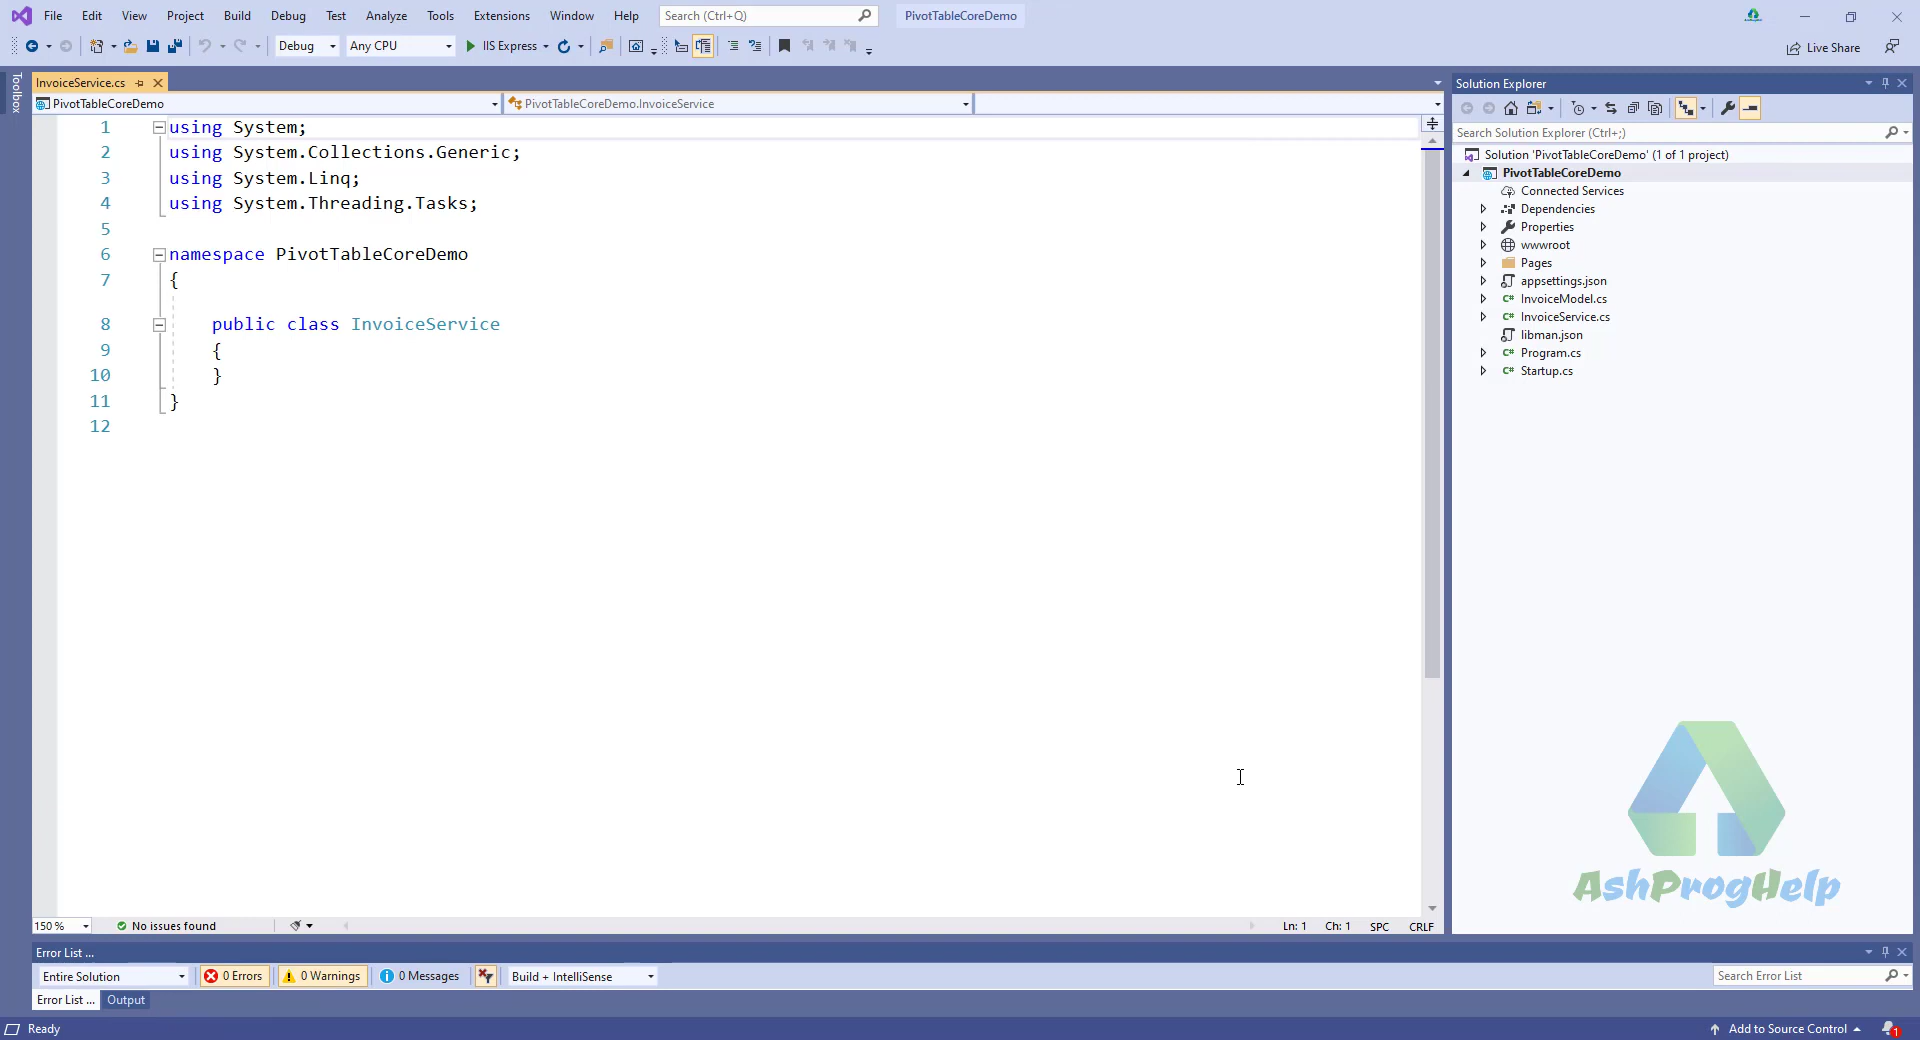 File Edit View Project Build Debug Test Analyze Tools Extensions Window Help Search (Ctrl+Q) PivotTableCoreDemo
Debug Any CPU IIS Express Live Share
Toolbox
InvoiceService.cs
PivotTableCoreDemo PivotTableCoreDemo.InvoiceService
1 using System;
2 using System.Collections.Generic;
3 using System.Linq;
4 using System.Threading.Tasks;
5
6 namespace PivotTableCoreDemo
7 {
8 public class InvoiceService
9 {
10 }
11 }
12
150 % No issues found Ln: 1 Ch: 1 SPC CRLF
Solution Explorer
Search Solution Explorer (Ctrl+;)
Solution 'PivotTableCoreDemo' (1 of 1 project)
PivotTableCoreDemo
Connected Services
Dependencies
Properties
wwwroot
Pages
appsettings.json
C# InvoiceModel.cs
C# InvoiceService.cs
libman.json
C# Program.cs
C# Startup.cs
AshProgHelp
Error List ...
Entire Solution 0 Errors 0 Warnings 0 Messages Build + IntelliSense Search Error List
Error List ... Output
Ready Add to Source Control 1